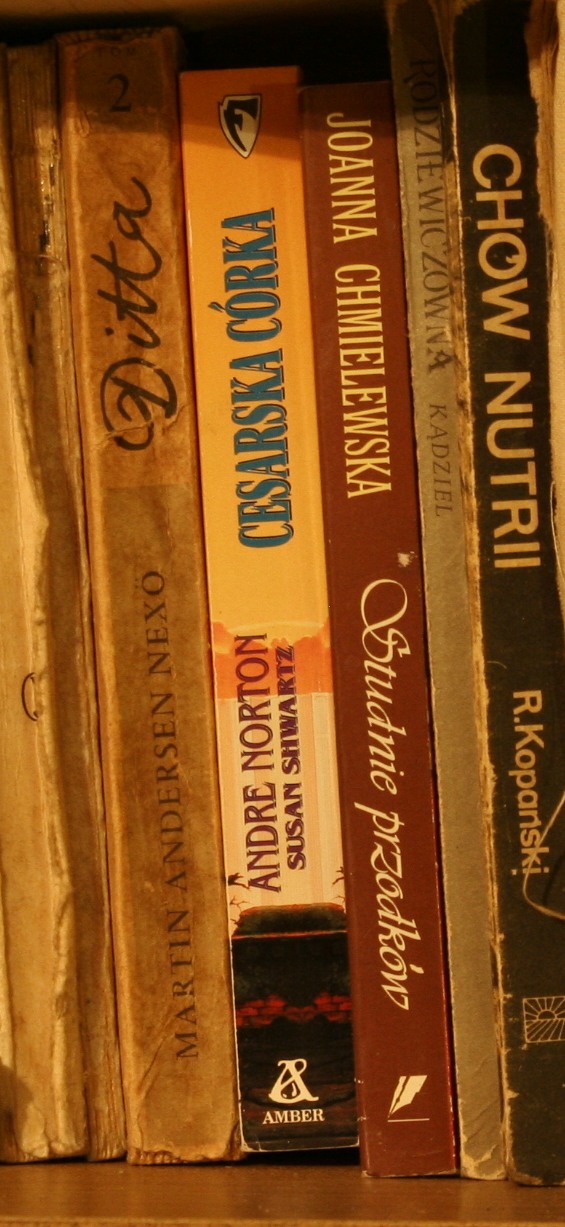 2
Ditta
MARTIN ANDERSEN NEXÖ
CESARSKA CÓRKA
ANDRE NORTON
SUSAN SHWARTZ
AMBER
JOANNA CHMIELEWSKA
Studnie przodków
RODZIEWICZÓWNA
KĄDZIEL
CHÓW NUTRII
R.Kopański